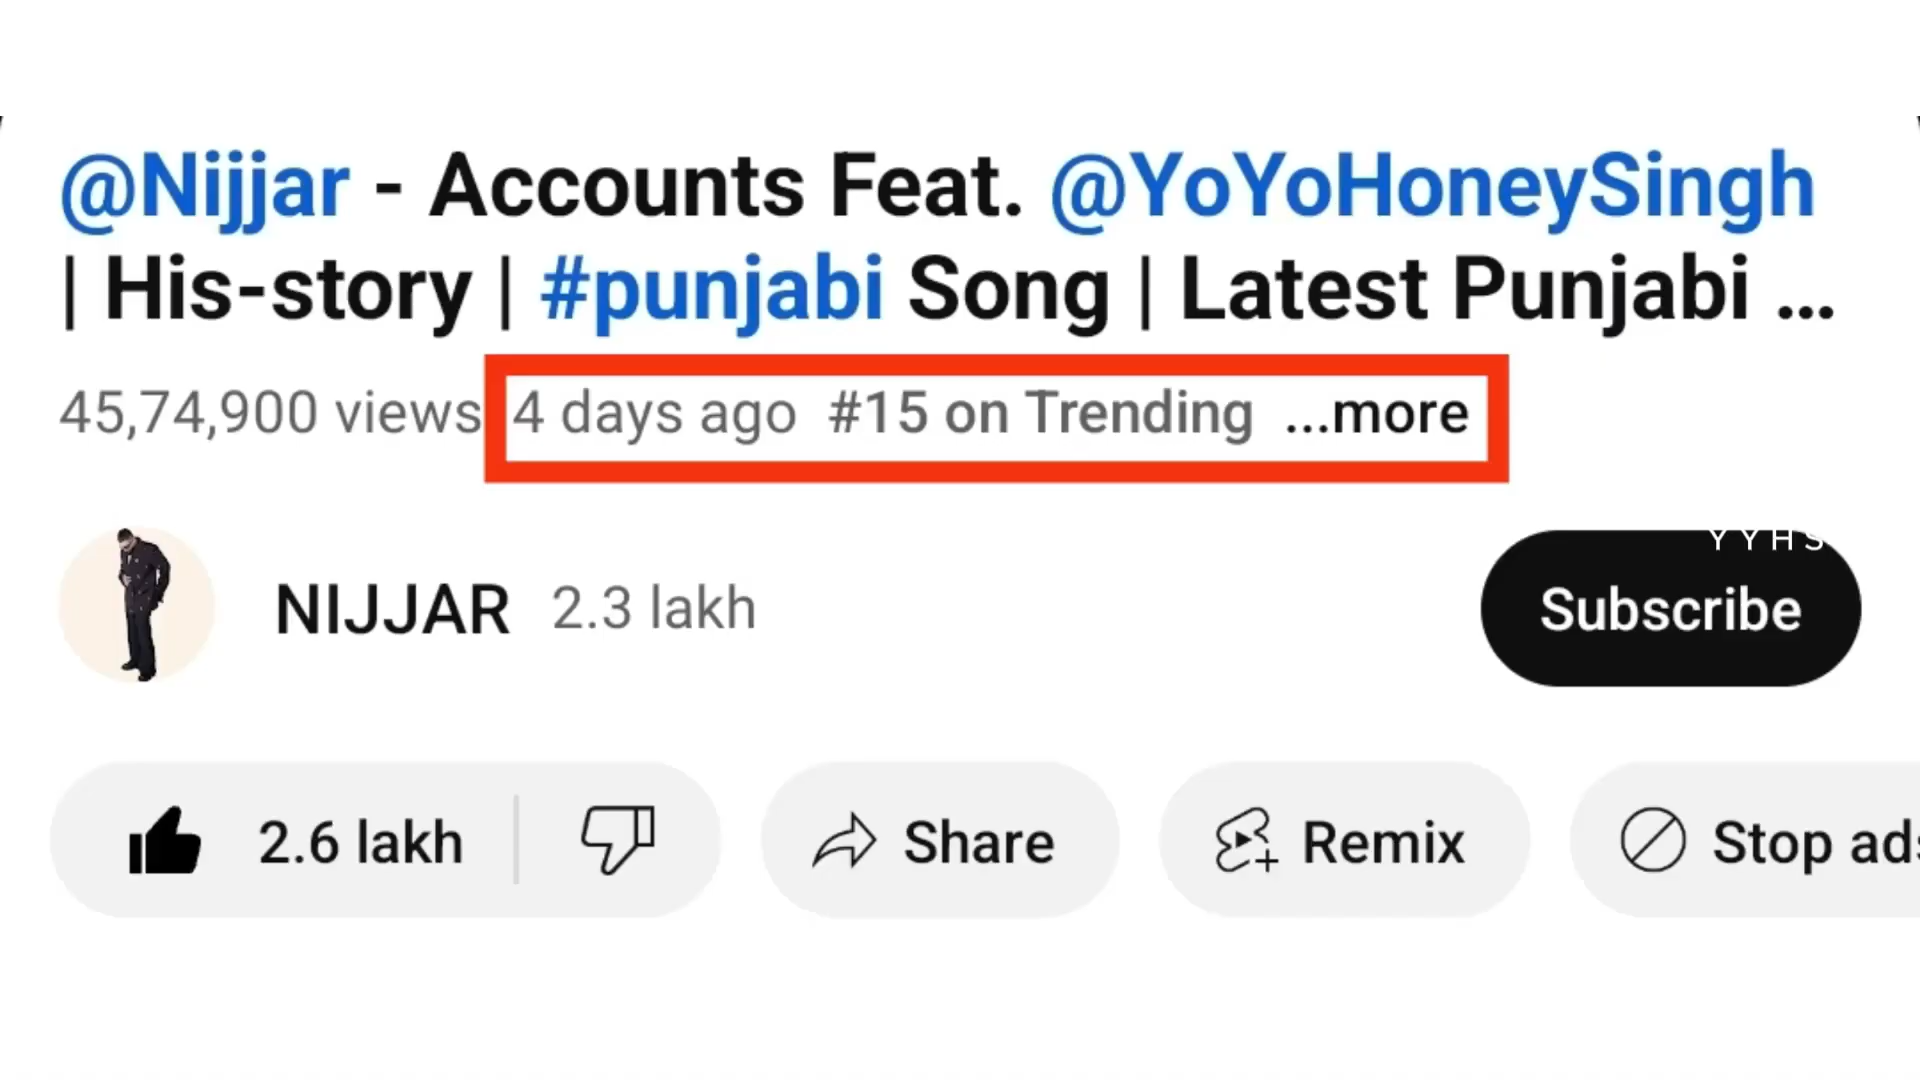 @Nijjar - Accounts Feat. @YoYoHoneySingh
| His-story | #punjabi Song | Latest Punjabi ...
45,74,900 views 4 days ago #15 on Trending ...more
YYHS
NIJJAR 2.3 lakh Subscribe
2.6 lakh Share Remix Stop ads